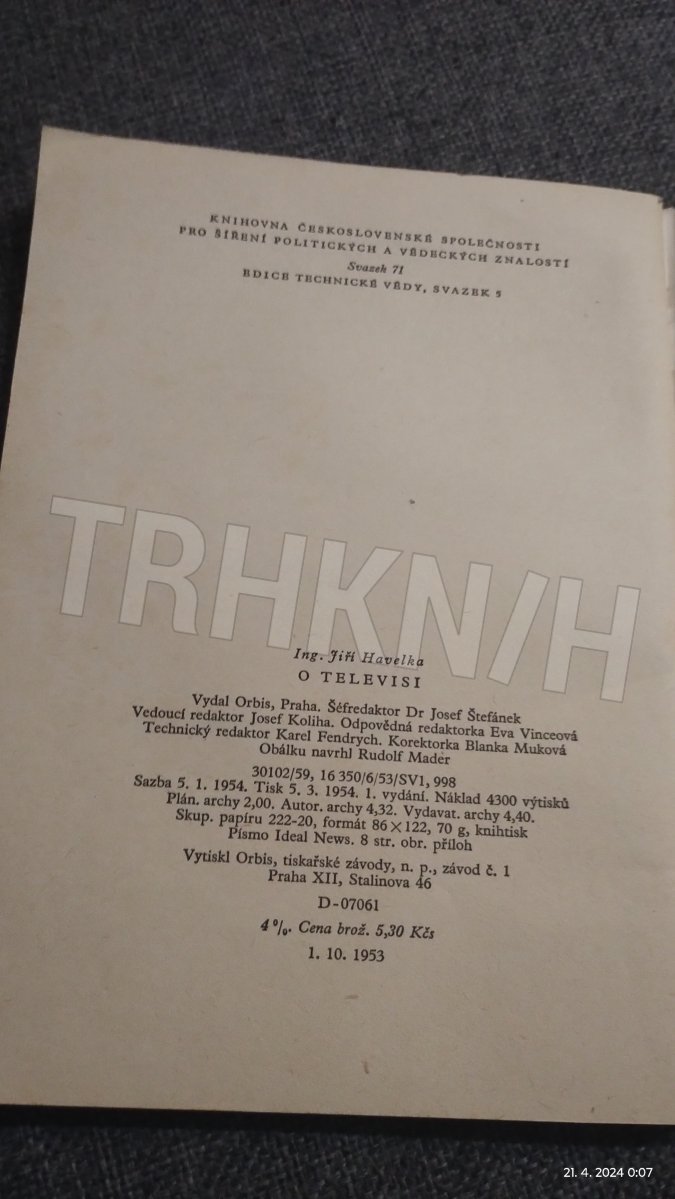 KNIHOVNA ČESKOSLOVENSKÉ SPOLEČNOSTI
PRO ŠÍŘENÍ POLITICKÝCH A VĚDECKÝCH ZNALOSTÍ
Svazek 71
EDICE TECHNICKÉ VĚDY, SVAZEK 5
TRHKN/H
Ing. Jiří Havelka
O TELEVISI
Vydal Orbis, Praha. Šéfredaktor Dr Josef Štefánek
Vedoucí redaktor Josef Koliha. Odpovědná redaktorka Eva Vinceová
Technický redaktor Karel Fendrych. Korektorka Blanka Muková
Obálku navrhl Rudolf Mader
30102/59, 16 350/6/53/SV1, 998
Sazba 5. 1. 1954. Tisk 5. 3. 1954. 1. vydání. Náklad 4300 výtisků
Plán. archy 2,00. Autor. archy 4,32. Vydavat. archy 4,40.
Skup. papíru 222-20, formát 86×122, 70 g, knihtisk
Písmo Ideal News. 8 str. obr. příloh
Vytiskl Orbis, tiskařské závody, n. p., závod č. 1
Praha XII, Stalinova 46
D-07061
4%. Cena brož. 5,30 Kčs
1. 10. 1953
21. 4. 2024 0:07